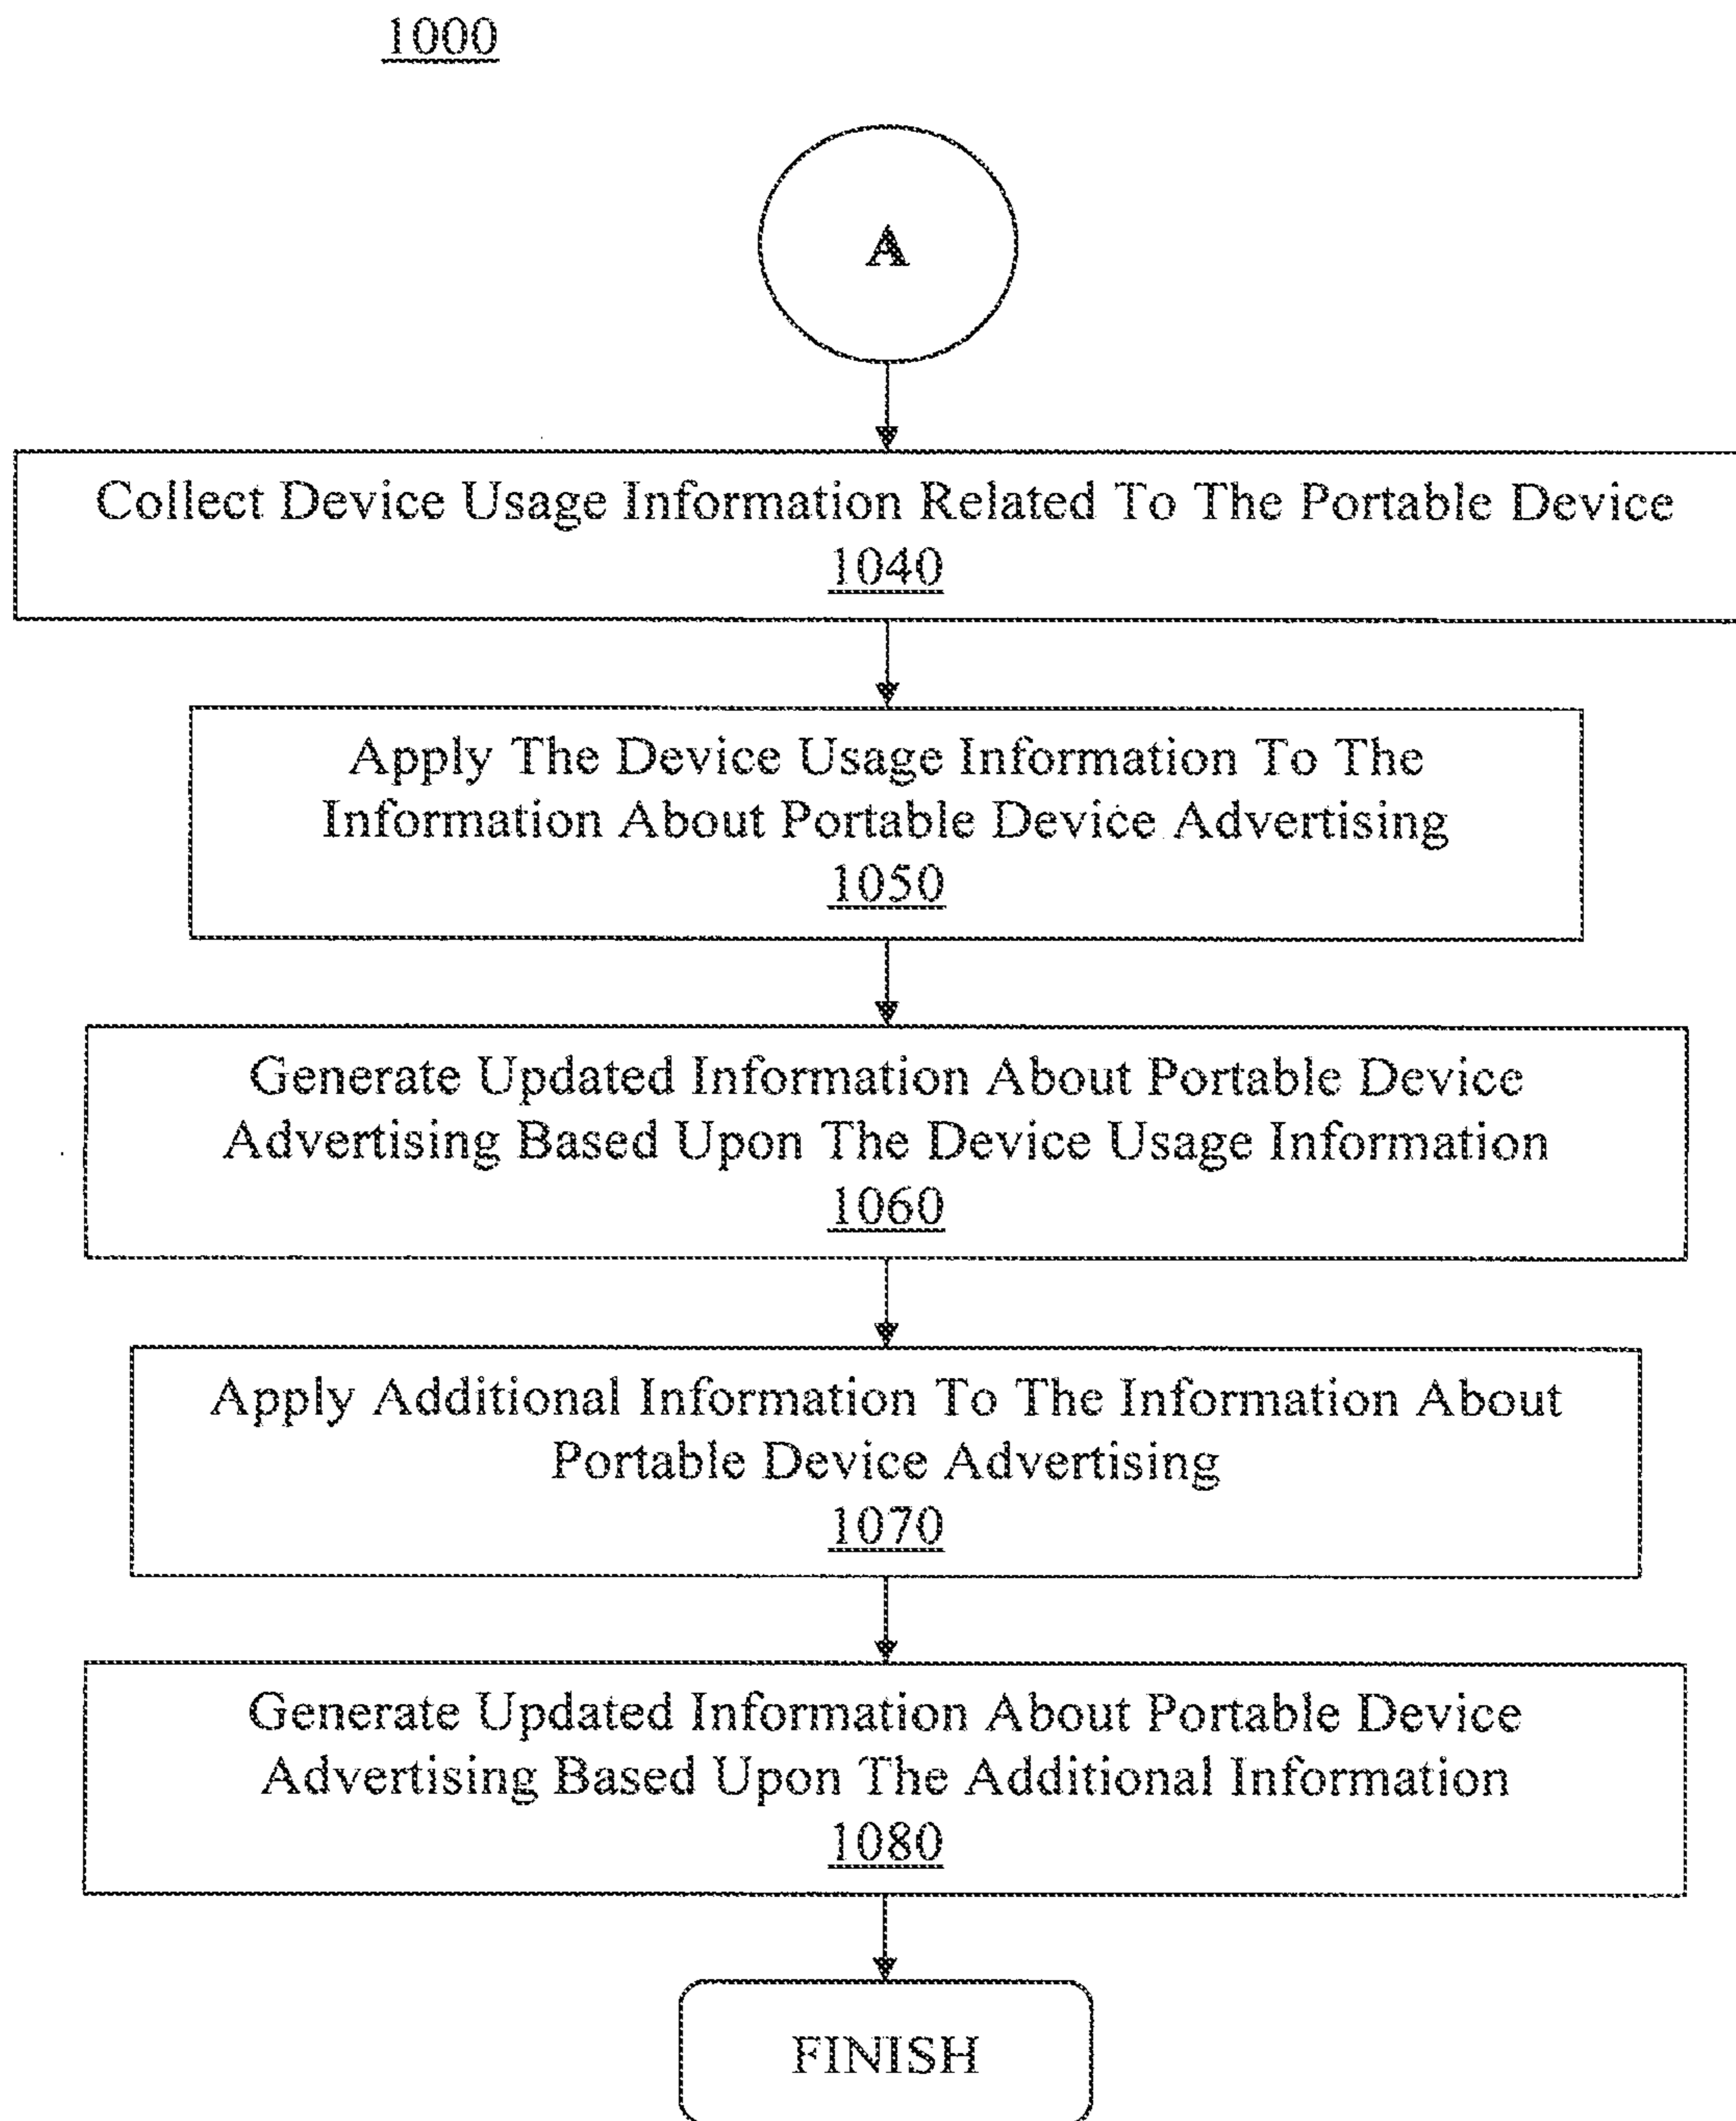 1000
A
Collect Device Usage Information Related To The Portable Device
1040
Apply The Device Usage Information To The
Information About Portable Device Advertising
1050
Generate Updated Information About Portable Device
Advertising Based Upon The Device Usage Information
1060
Apply Additional Information To The Information About
Portable Device Advertising
1070
Generate Updated Information About Portable Device
Advertising Based Upon The Additional Information
1080
FINISH